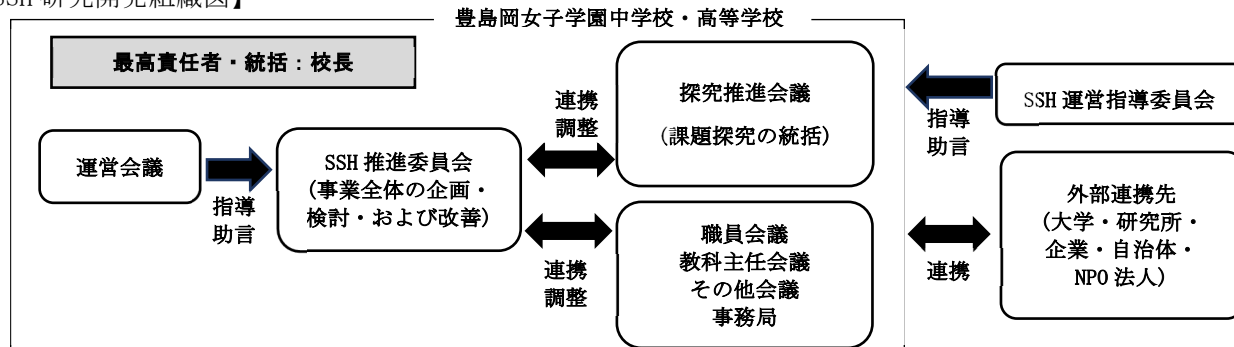 SSH 研究開発組織図】
豊島岡女子学園中学校・高等学校
最高責任者・統括：校長
運営会議
指導
助言
SSH 推進委員会
(事業全体の企画・
検討・および改善)
連携
調整
探究推進会議
(課題探究の統括)
連携
調整
職員会議
教科主任会議
その他会議
事務局
指導
助言
SSH 運営指導委員会
連携
外部連携先
(大学・研究所・
企業・自治体・
NPO 法人)